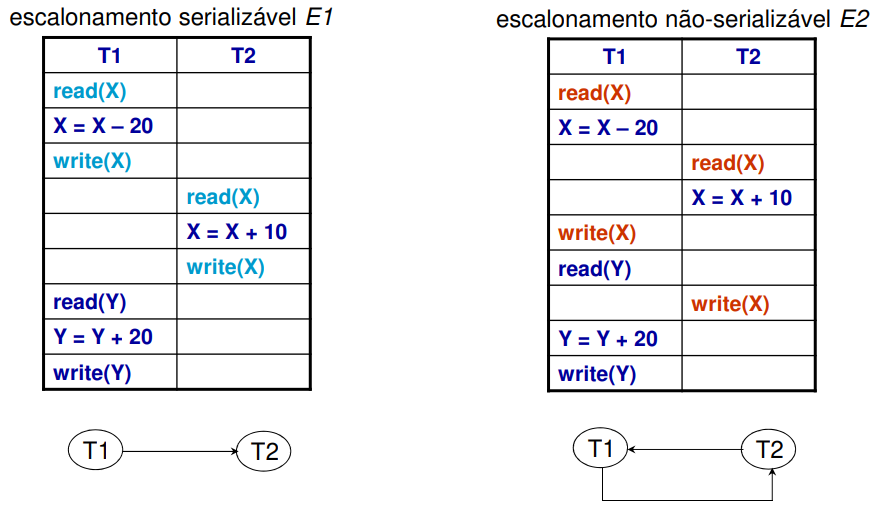 escalonamento serializável E1
T1 T2
read(X)
X = X – 20
write(X)
read(X)
X = X + 10
write(X)
read(Y)
Y = Y + 20
write(Y)
T1 T2
escalonamento não-serializável E2
T1 T2
read(X)
X = X – 20
read(X)
X = X + 10
write(X)
read(Y)
write(X)
Y = Y + 20
write(Y)
T1 T2